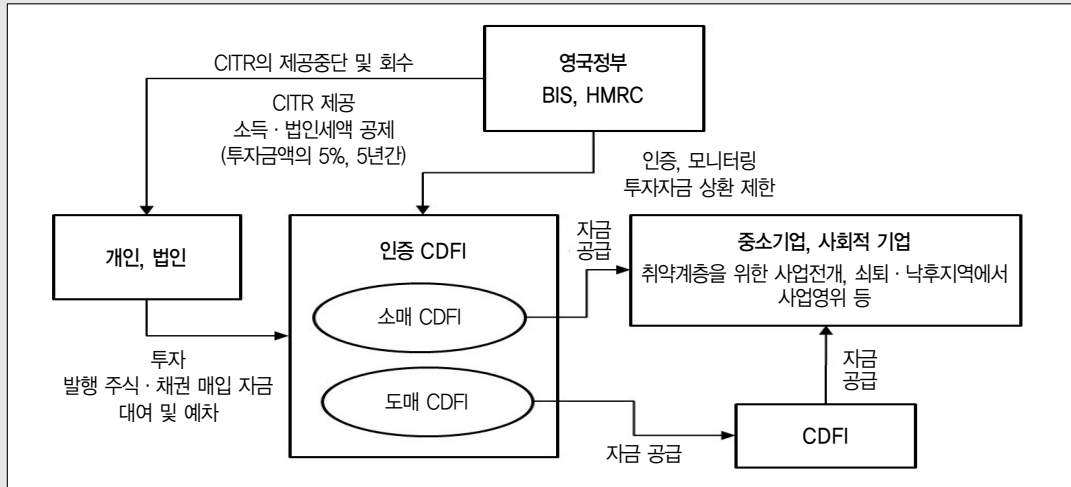 CITR의 제공중단 및 회수
영국정부
BIS, HMRC
CITR 제공
소득 · 법인세액 공제
(투자금액의 5%, 5년간)
인증, 모니터링
투자자금 상환 제한
개인, 법인
인증 CDFI
자금
공급
중소기업, 사회적 기업
취약계층을 위한 사업전개, 쇠퇴 · 낙후지역에서
사업영위 등
소매 CDFI
투자
발행 주식 · 채권 매입 자금
대여 및 예차
도매 CDFI
자금 공급
자금
공급
CDFI